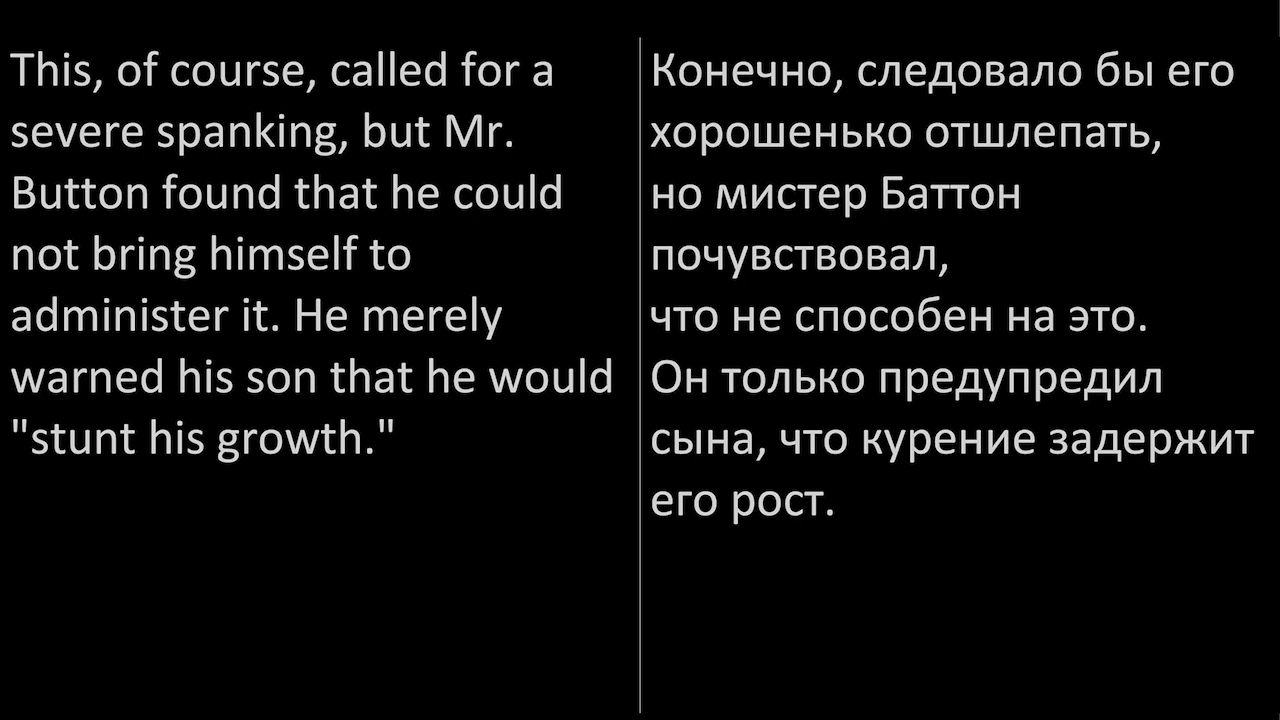 This, of course, called for a
severe spanking, but Mr.
Button found that he could
not bring himself to
administer it. He merely
warned his son that he would
"stunt his growth."
Конечно, следовало бы его
хорошенько отшлепать,
но мистер Баттон
почувствовал,
что не способен на это.
Он только предупредил
сына, что курение задержит
его рост.